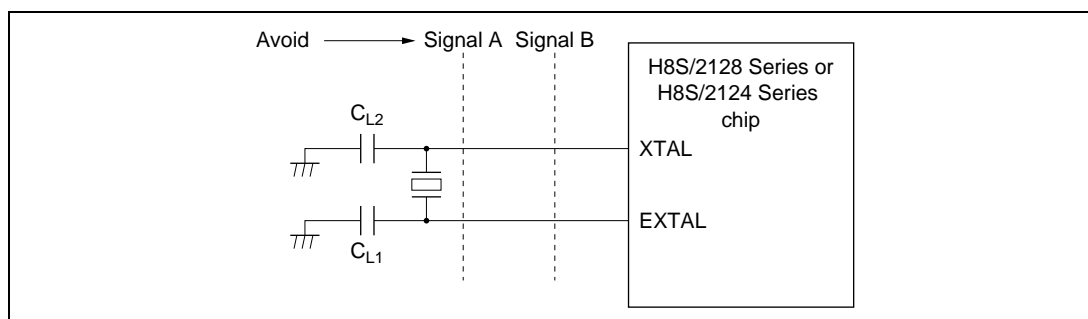 Avoid Signal A Signal B
H8S/2128 Series or
H8S/2124 Series
chip
CL2
XTAL
EXTAL
CL1